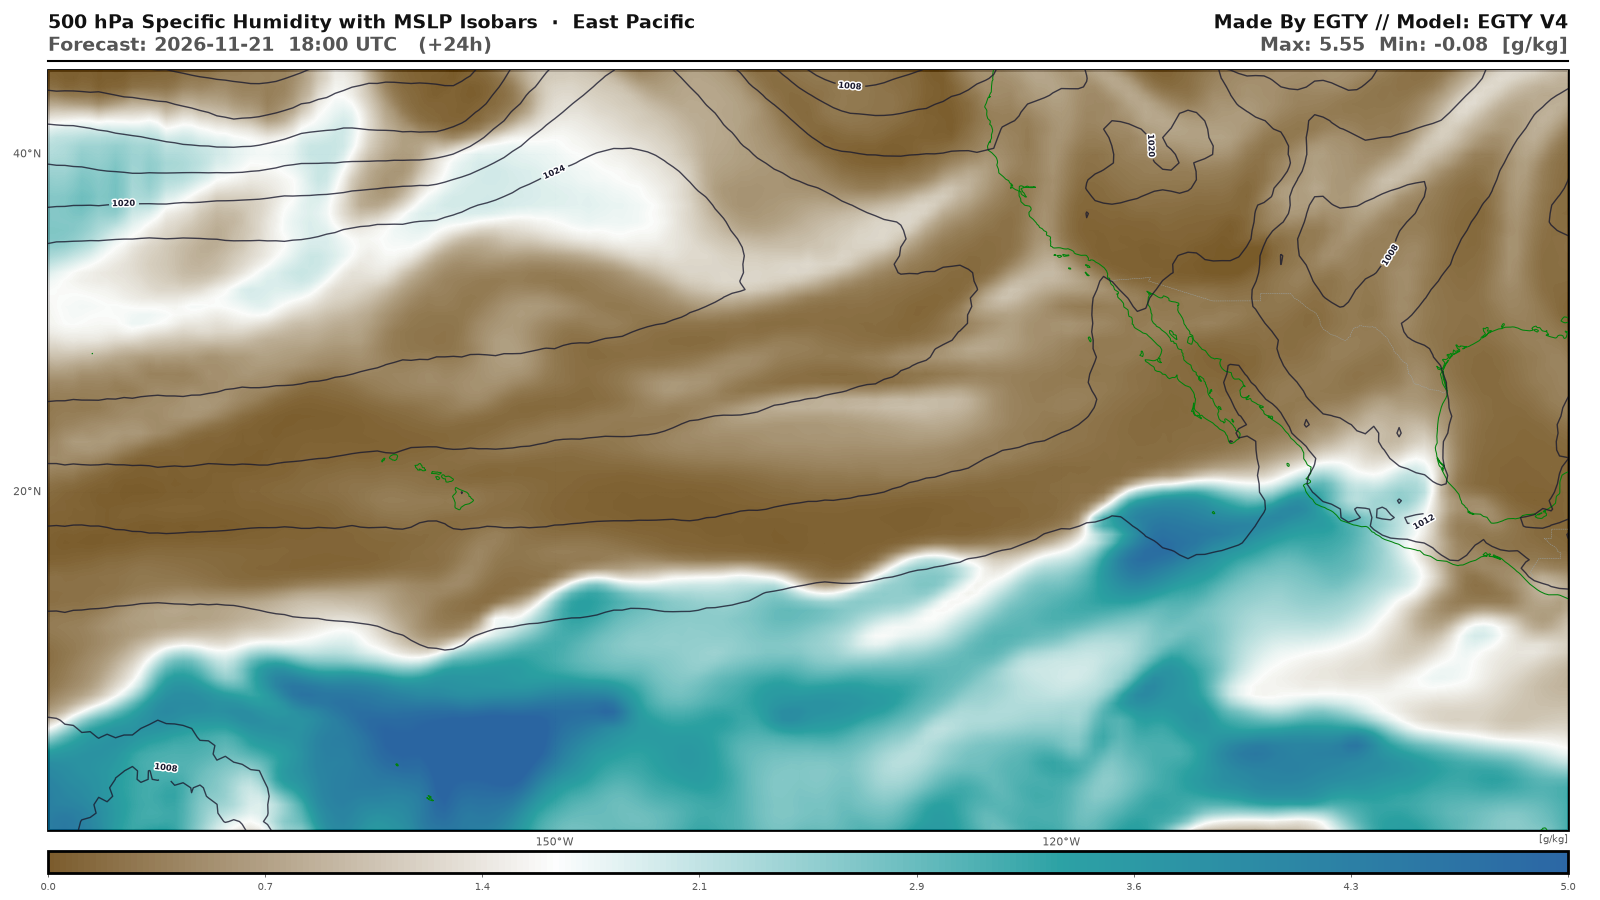 500 hPa Specific Humidity with MSLP Isobars · East Pacific
Made By EGTY // Model: EGTY V4
Forecast: 2026-11-21 18:00 UTC (+24h)
Max: 5.55 Min: -0.08 [g/kg]
1008
40°N
1020
1024
1020
1008
20°N
1012
1008
150°W
120°W
[g/kg]
0.0
0.7
1.4
2.1
2.9
3.6
4.3
5.0